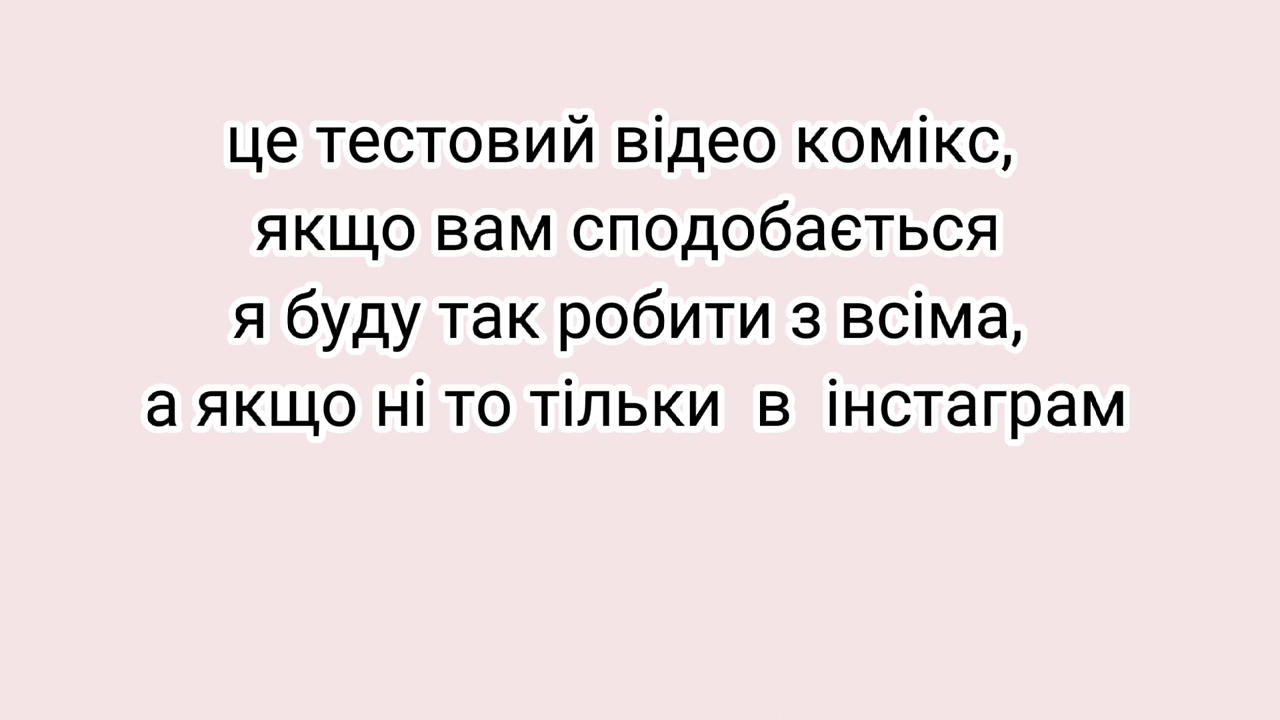 це тестовий відео комікс,
якщо вам сподобається
я буду так робити з всіма,
а якщо ні то тільки в інстаграм